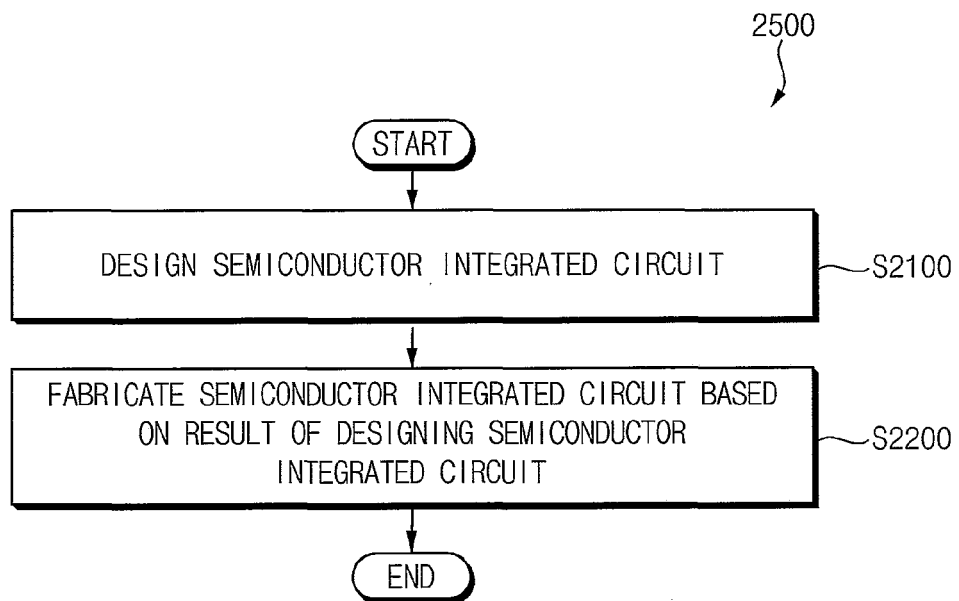 2500
START
DESIGN SEMICONDUCTOR INTEGRATED CIRCUIT
S2100
FABRICATE SEMICONDUCTOR INTEGRATED CIRCUIT BASED
ON RESULT OF DESIGNING SEMICONDUCTOR
INTEGRATED CIRCUIT
S2200
END